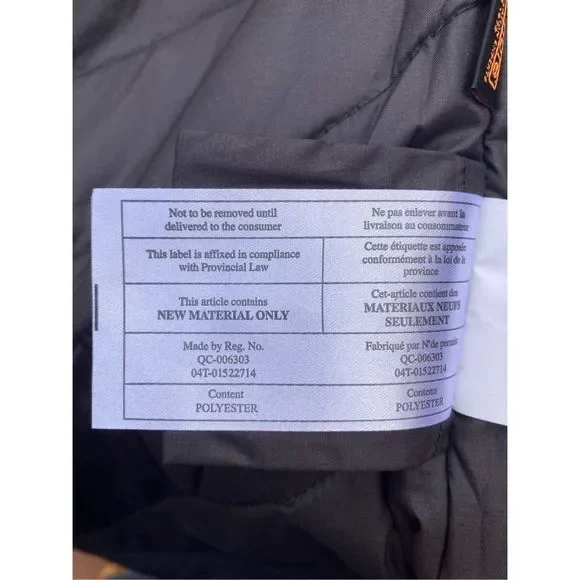 Not to be removed until
delivered to the consumer
Ne pas enlever avant la
livraison au consommateur
This label is affixed in compliance
with Provincial Law
Cette étiquette est apposée
conformément à la loi de la
province
This article contains
NEW MATERIAL ONLY
Cet-article contient des
MATERIAUX NEUFS
SEULEMENT
Made by Reg. No.
QC-006303
04T-01522714
Fabriqué par N'de permis
QC-006303
04T-01522714
Content
POLYESTER
Contenu
POLYESTER